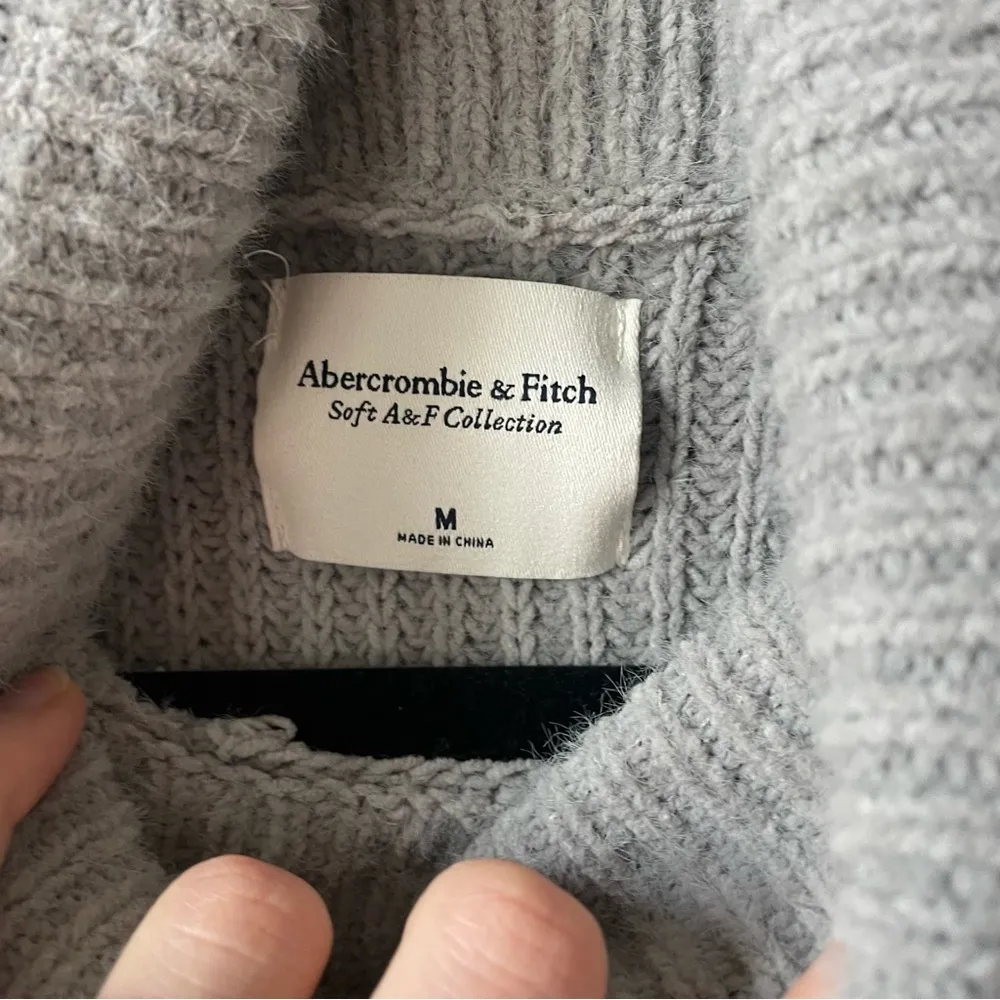 Abercrombie & Fitch
Soft A&F Collection
M
MADE IN CHINA